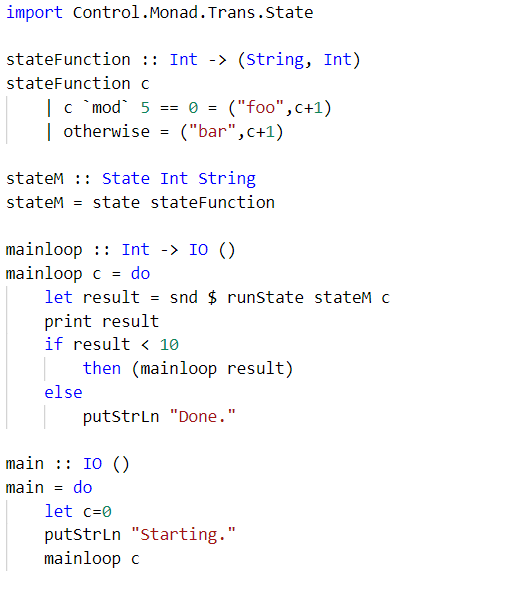 import Control.Monad.Trans.State

stateFunction :: Int -> (String, Int)
stateFunction c
    | c `mod` 5 == 0 = ("foo",c+1)
    | otherwise = ("bar",c+1)

stateM :: State Int String
stateM = state stateFunction

mainloop :: Int -> IO ()
mainloop c = do
    let result = snd $ runState stateM c
    print result
    if result < 10
        then (mainloop result)
    else
        putStrLn "Done."

main :: IO ()
main = do
    let c=0
    putStrLn "Starting."
    mainloop c